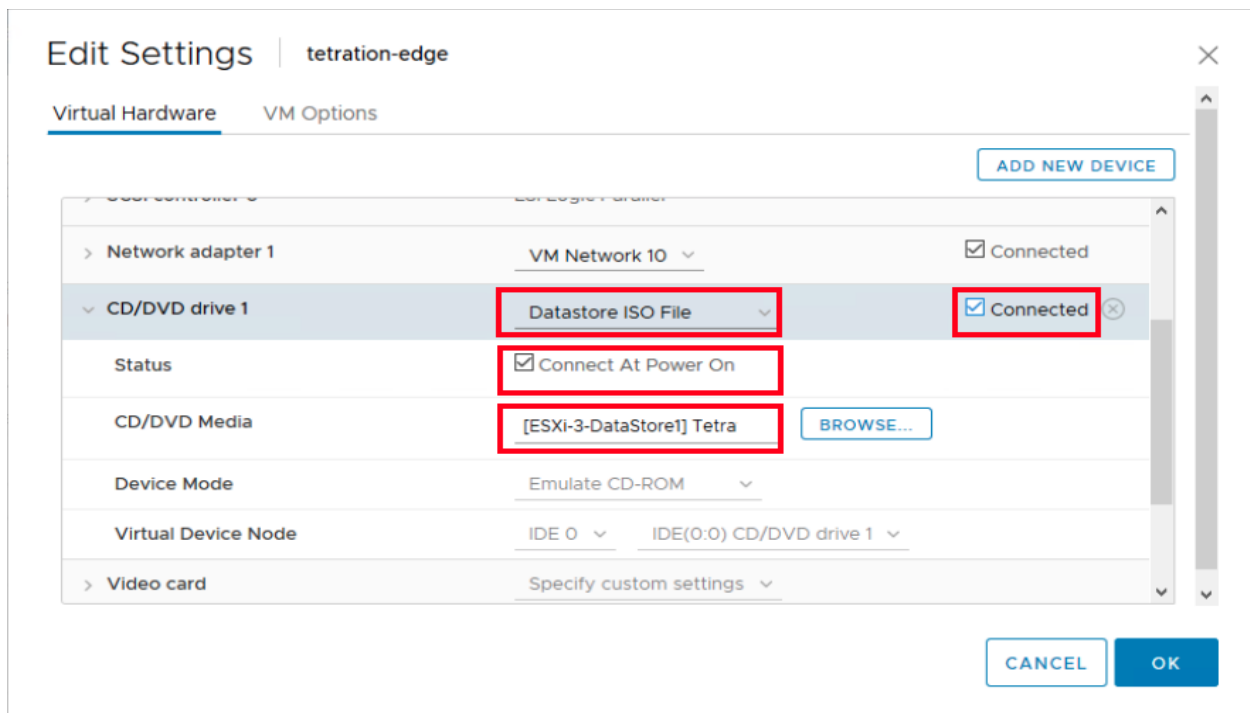 Edit Settings tetration-edge
Virtual Hardware VM Options
ADD NEW DEVICE
Network adapter 1 VM Network 10 Connected
CD/DVD drive 1 Datastore ISO File Connected
Status Connect At Power On
CD/DVD Media [ESXi-3-DataStore1] Tetra BROWSE...
Device Mode Emulate CD-ROM
Virtual Device Node IDE 0 IDE(0:0) CD/DVD drive 1
Video card Specify custom settings
CANCEL OK